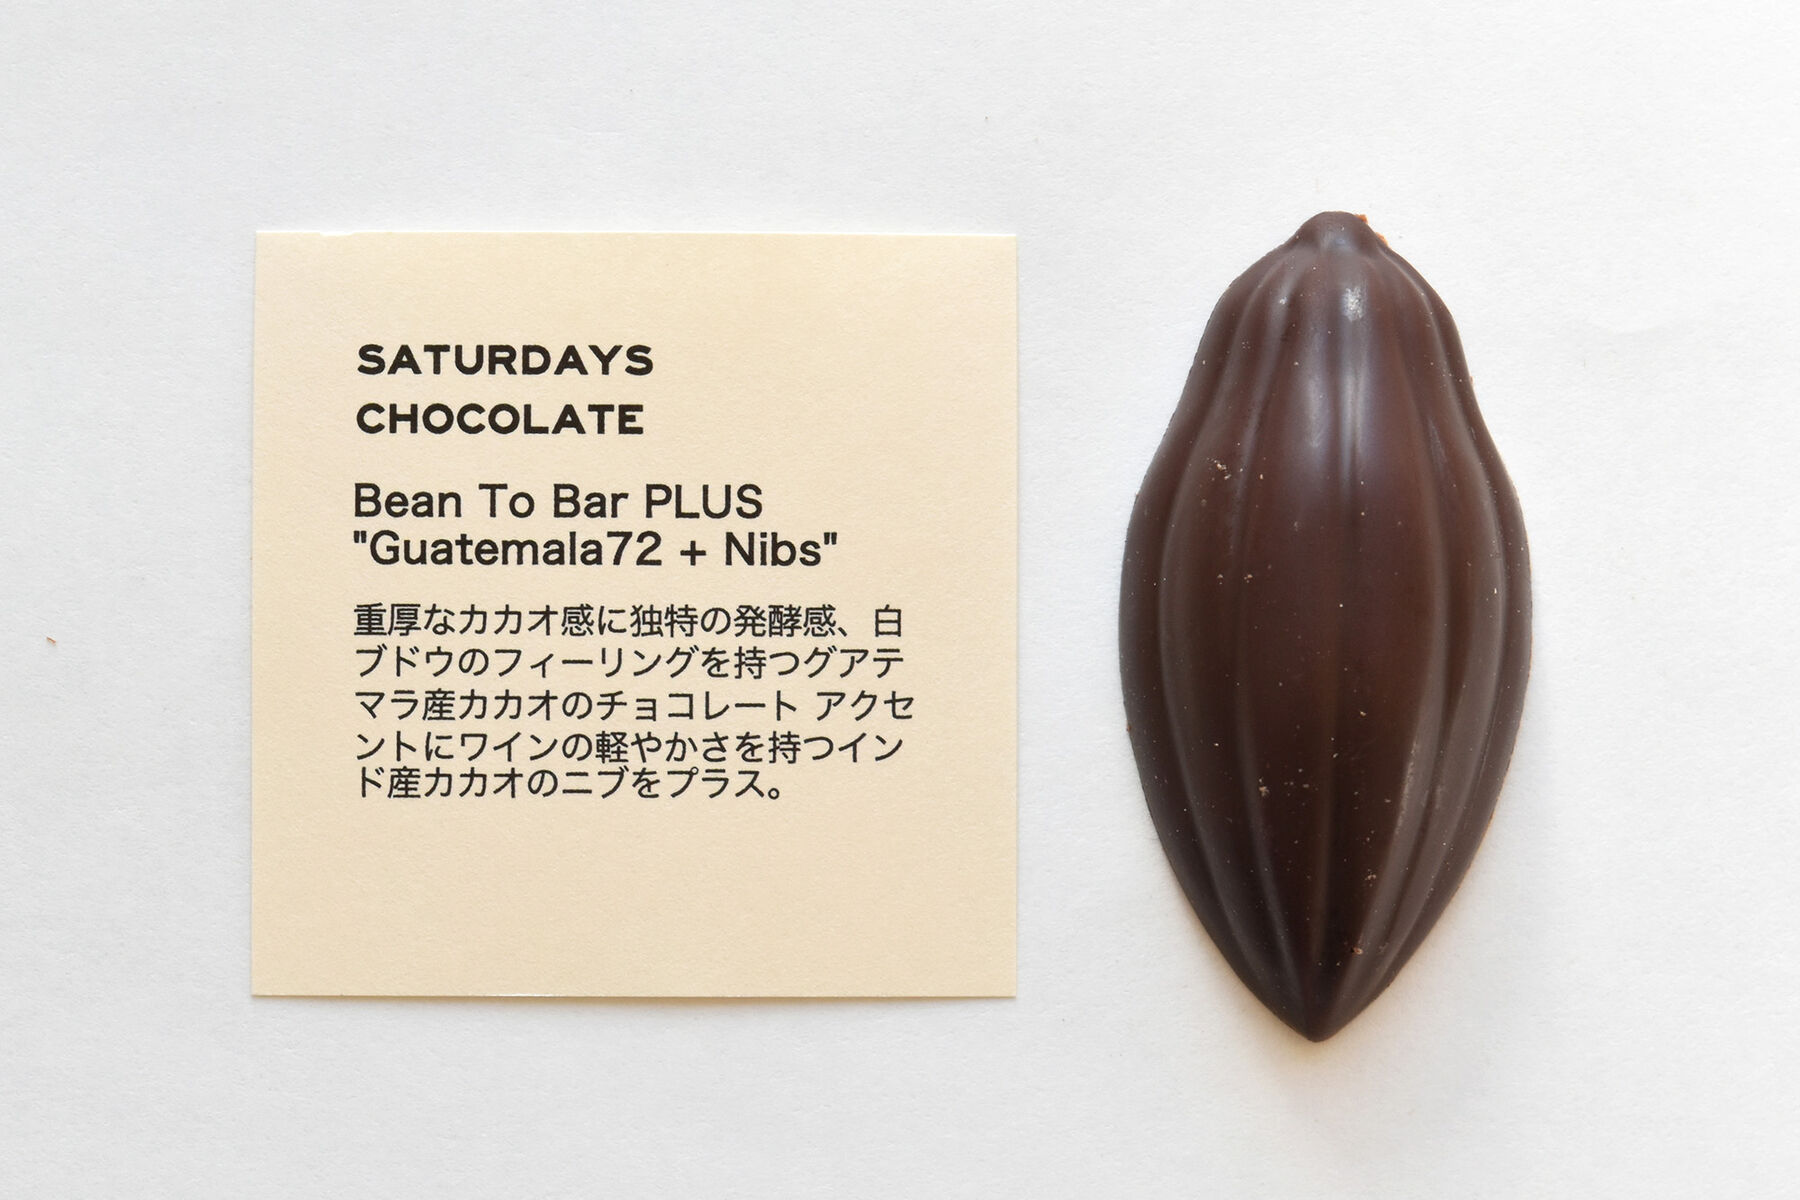 SATURDAYS
CHOCOLATE
Bean To Bar PLUS
"Guatemala72 + Nibs"
重厚なカカオ感に独特の発酵感、白
ブドウのフィーリングを持つグアテ
マラ産カカオのチョコレート アクセ
ントにワインの軽やかさを持つイン
ド産カカオのニブをプラス。